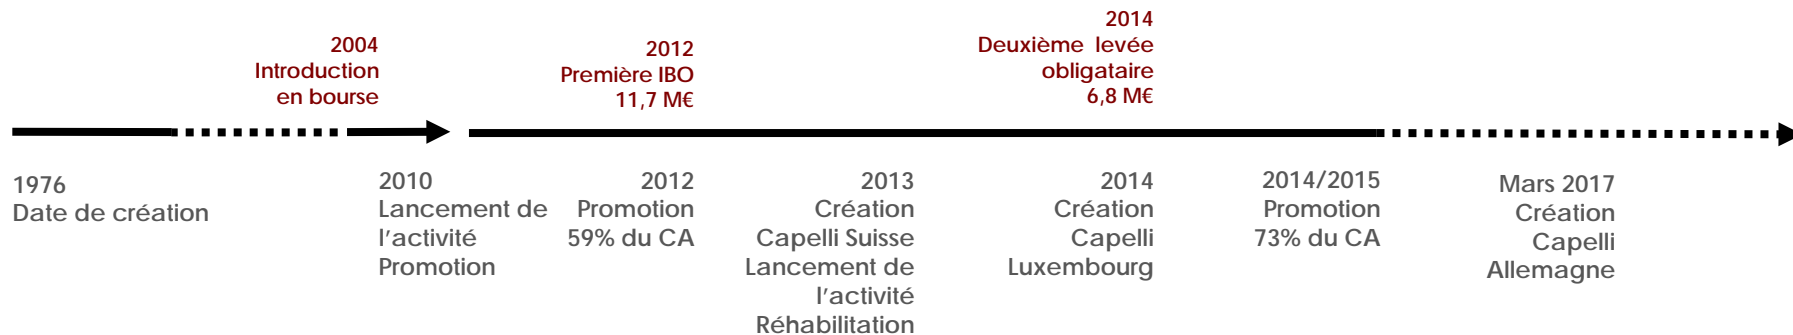 2004
Introduction
en bourse
2012
Première IBO
11,7 M€
2014
Deuxième levée
obligataire
6,8 M€
1976
Date de création
2010
Lancement de
l'activité
Promotion
2012
Promotion
59% du CA
2013
Création
Capelli Suisse
Lancement de
l'activité
Réhabilitation
2014
Création
Capelli
Luxembourg
2014/2015
Promotion
73% du CA
Mars 2017
Création
Capelli
Allemagne